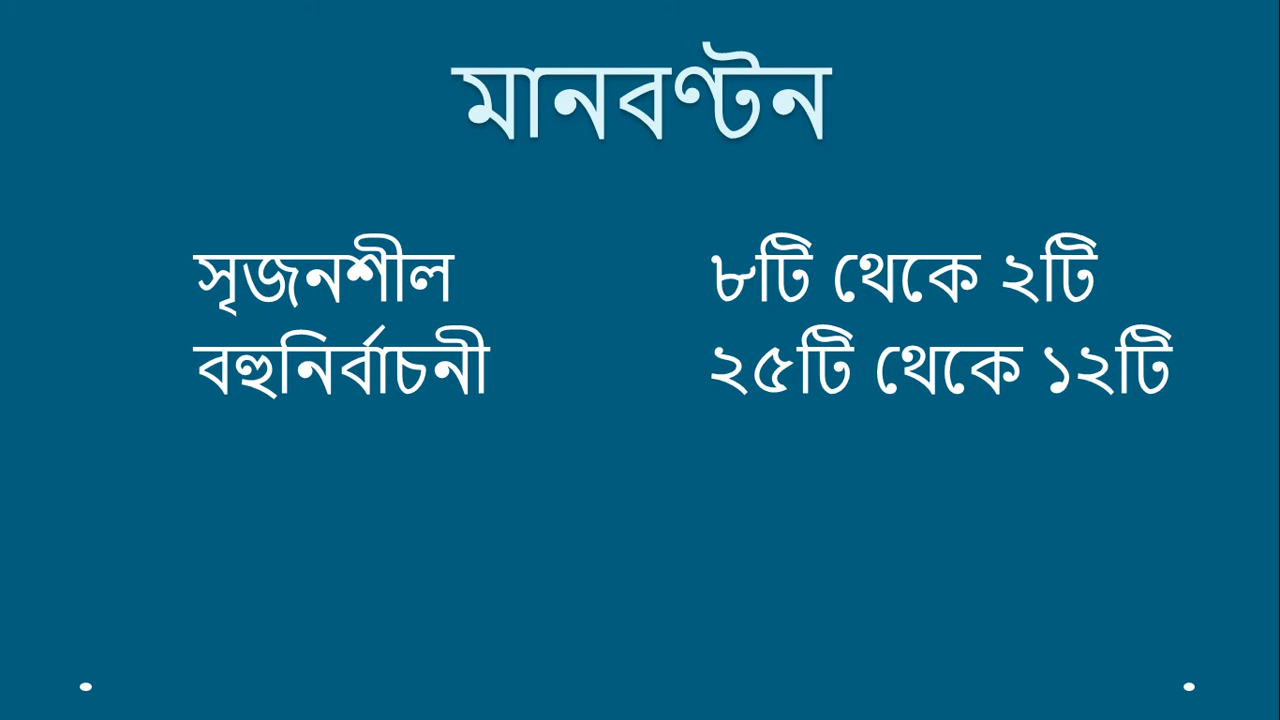 মানবণ্টন
সৃজনশীল ৮টি থেকে ২টি
বহুনির্বাচনী ২৫টি থেকে ১২টি